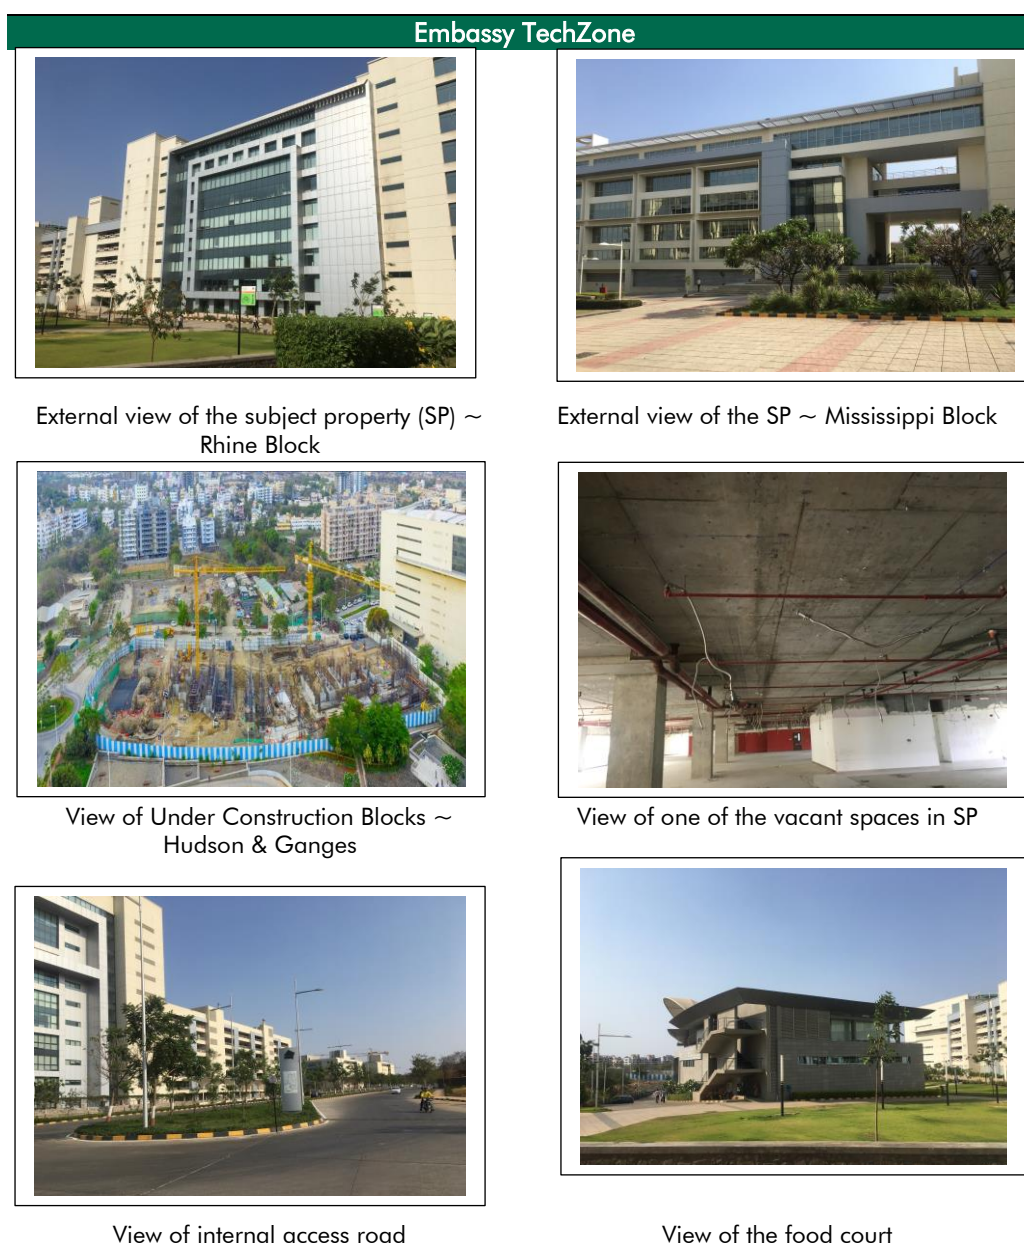 Embassy TechZone
External view of the subject property (SP) ~
Rhine Block
External view of the SP ~ Mississippi Block
View of Under Construction Blocks ~
Hudson & Ganges
View of one of the vacant spaces in SP
View of internal access road
View of the food court